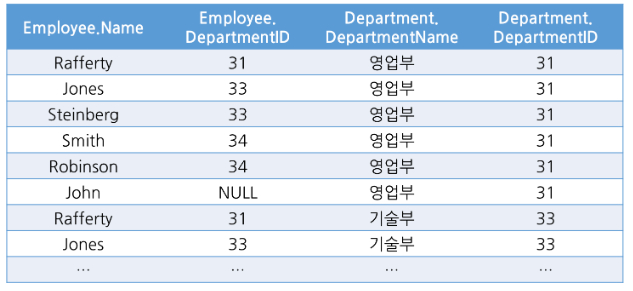 Employee.Name Employee.DepartmentID Department.DepartmentName Department.DepartmentID
Rafferty 31 영업부 31
Jones 33 영업부 31
Steinberg 33 영업부 31
Smith 34 영업부 31
Robinson 34 영업부 31
John NULL 영업부 31
Rafferty 31 기술부 33
Jones 33 기술부 33
... ... ... ...